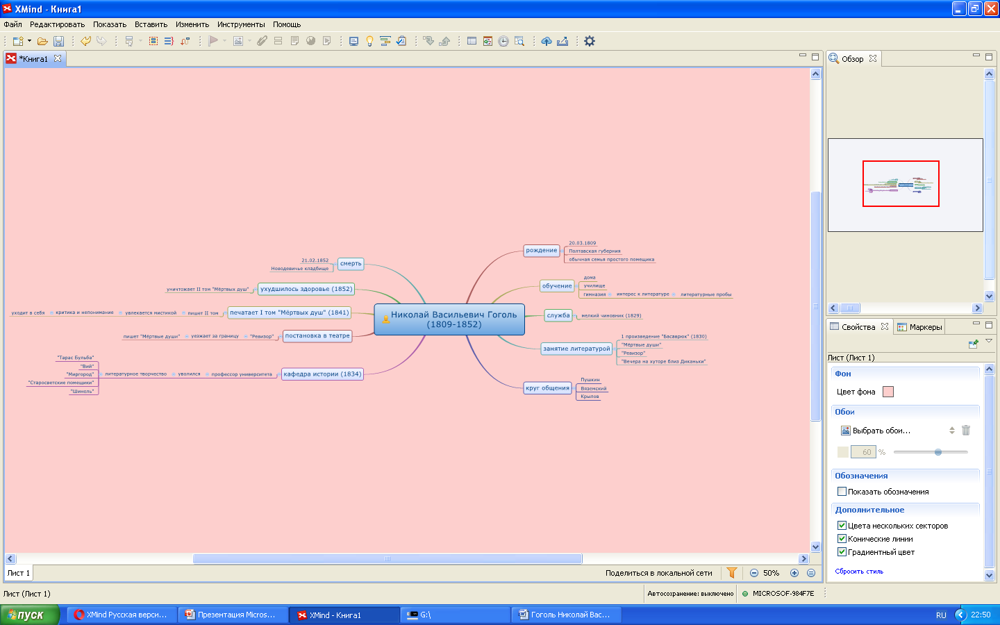 XMind - Книга1
Файл Редактировать Показать Вставить Изменить Инструменты Помощь
*Книга1
Обзор
20.03.1809
рождение
Полтавская губерния
обычная семья простого помещика
21.02.1852
смерть
Новодевичье кладбище
дома
обучение
училище
гимназия интерес к литературе литературные пробы
уничтожает II том "Мёртвых душ" ухудшилось здоровье (1852)
уходит в себя критика и непонимание увлекается мистикой пишет II том печатает I том "Мёртвых душ" (1841)
Николай Васильевич Гоголь
(1809-1852)
служба мелкий чиновник (1829)
пишет "Мёртвые души" уезжает за границу "Ревизор" постановка в театре
1 произведение "Басаврюк" (1830)
"Мёртвые души"
занятие литературой
"Ревизор"
"Вечера на хуторе близ Диканьки"
"Тарас Бульба"
"Вий"
"Миргород" литературное творчество уволился профессор университета кафедра истории (1834)
"Старосветские помещики"
"Шинель"
Пушкин
круг общения Вяземский
Крылов
Свойства Маркеры
Лист (Лист 1)
Фон
Цвет фона
Обои
Выбрать обои...
60 %
Обозначения
Показать обозначения
Дополнительное
Цвета нескольких секторов
Конические линии
Градиентный цвет
Сбросить стиль
Лист 1
Поделиться в локальной сети 50%
Лист (Лист 1) Автосохранение: выключено MICROSOF-984F7E
пуск XMind Русская верси... Презентация Micros... XMind - Книга1 G:\ Гоголь Николай Вас... RU 22:50